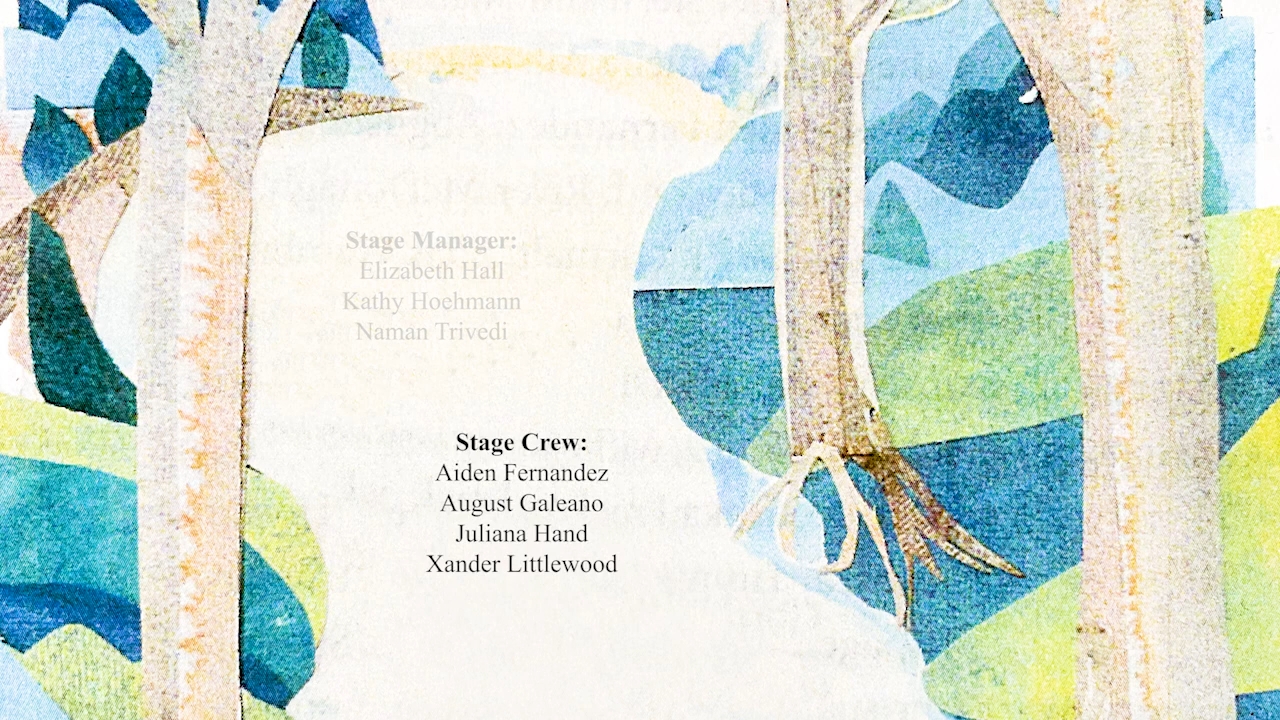 Stage Manager:
Elizabeth Hall
Kathy Hoehmann
Naman Trivedi
Stage Crew:
Aiden Fernandez
August Galeano
Juliana Hand
Xander Littlewood